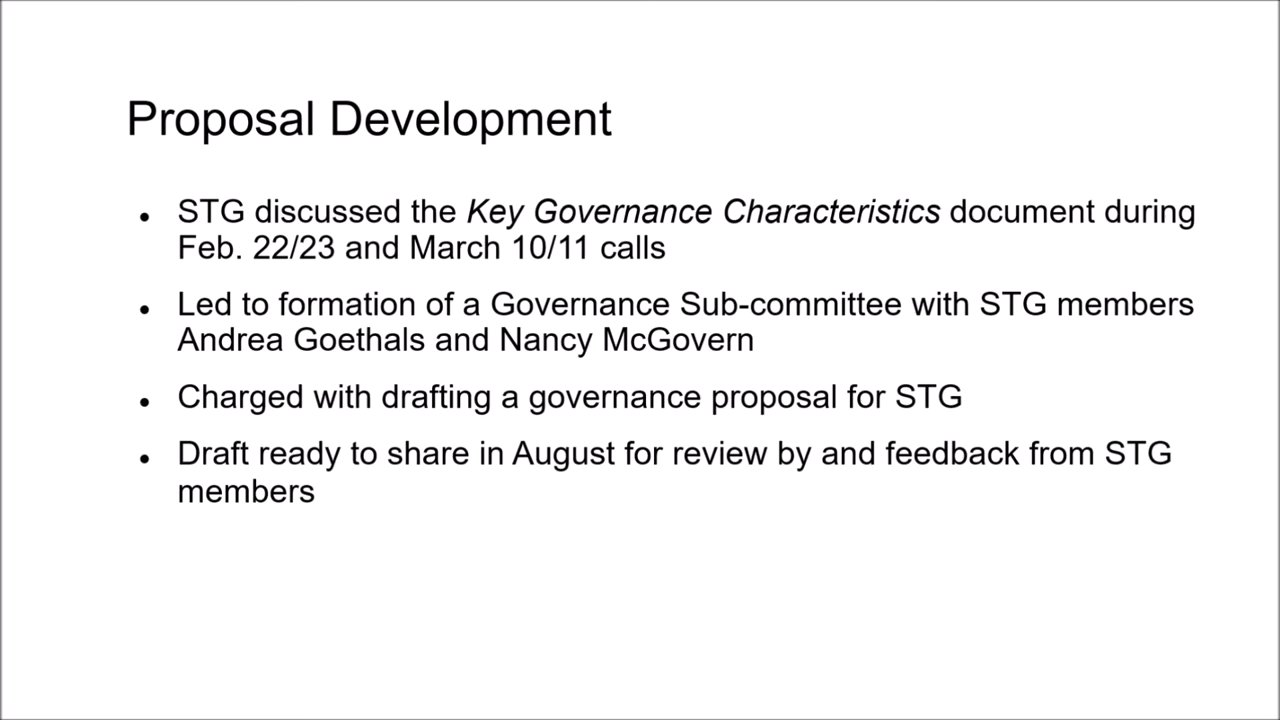 Proposal Development
• STG discussed the Key Governance Characteristics document during
Feb. 22/23 and March 10/11 calls
• Led to formation of a Governance Sub-committee with STG members
Andrea Goethals and Nancy McGovern
• Charged with drafting a governance proposal for STG
• Draft ready to share in August for review by and feedback from STG
members